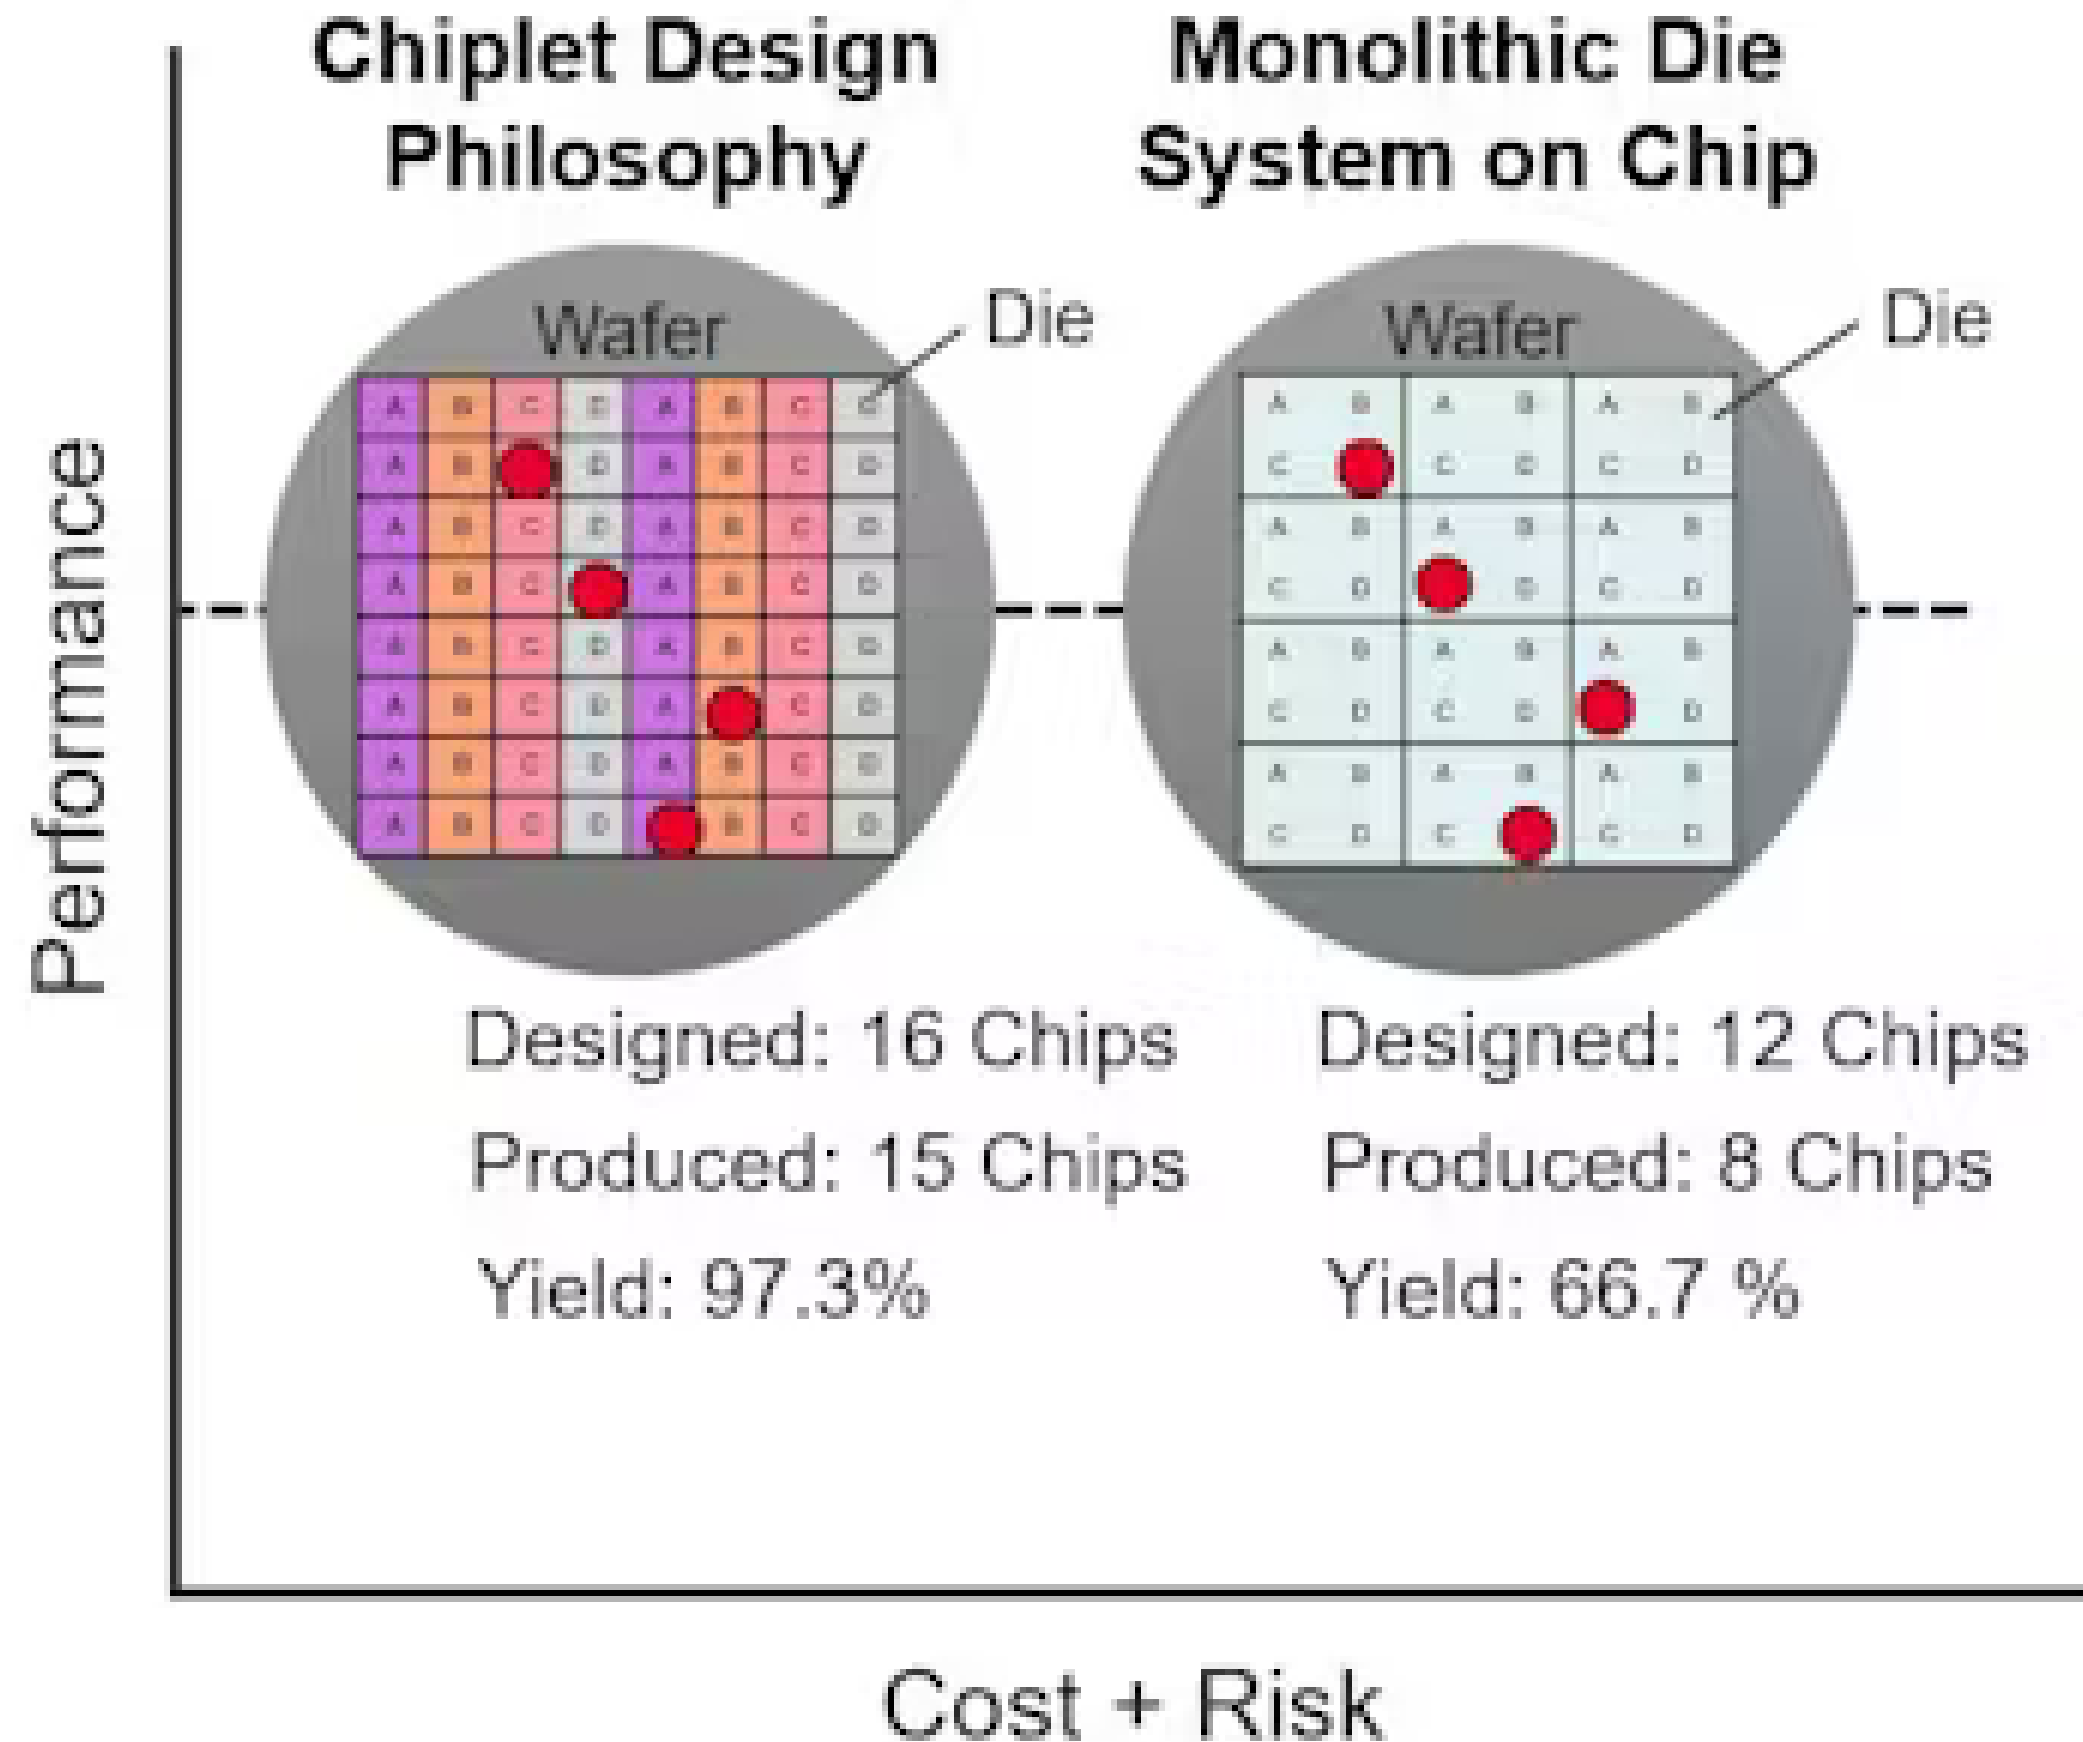 Chiplet Design
Philosophy
Monolithic Die
System on Chip
Wafer
Die
A B C D A B C
A B D A B C D
A B C D A B C D
A B C A B C D
A B C D A B C D
A B C D A C D
A B C D A B C D
A B C D B C D
Wafer
Die
A B A B A B
C C D C D
A B A B A B
C D D C D
A B A B A B
C D C D D
A B A B A B
C D C C D
Performance
Designed: 16 Chips
Produced: 15 Chips
Yield: 97.3%
Designed: 12 Chips
Produced: 8 Chips
Yield: 66.7 %
Cost + Risk